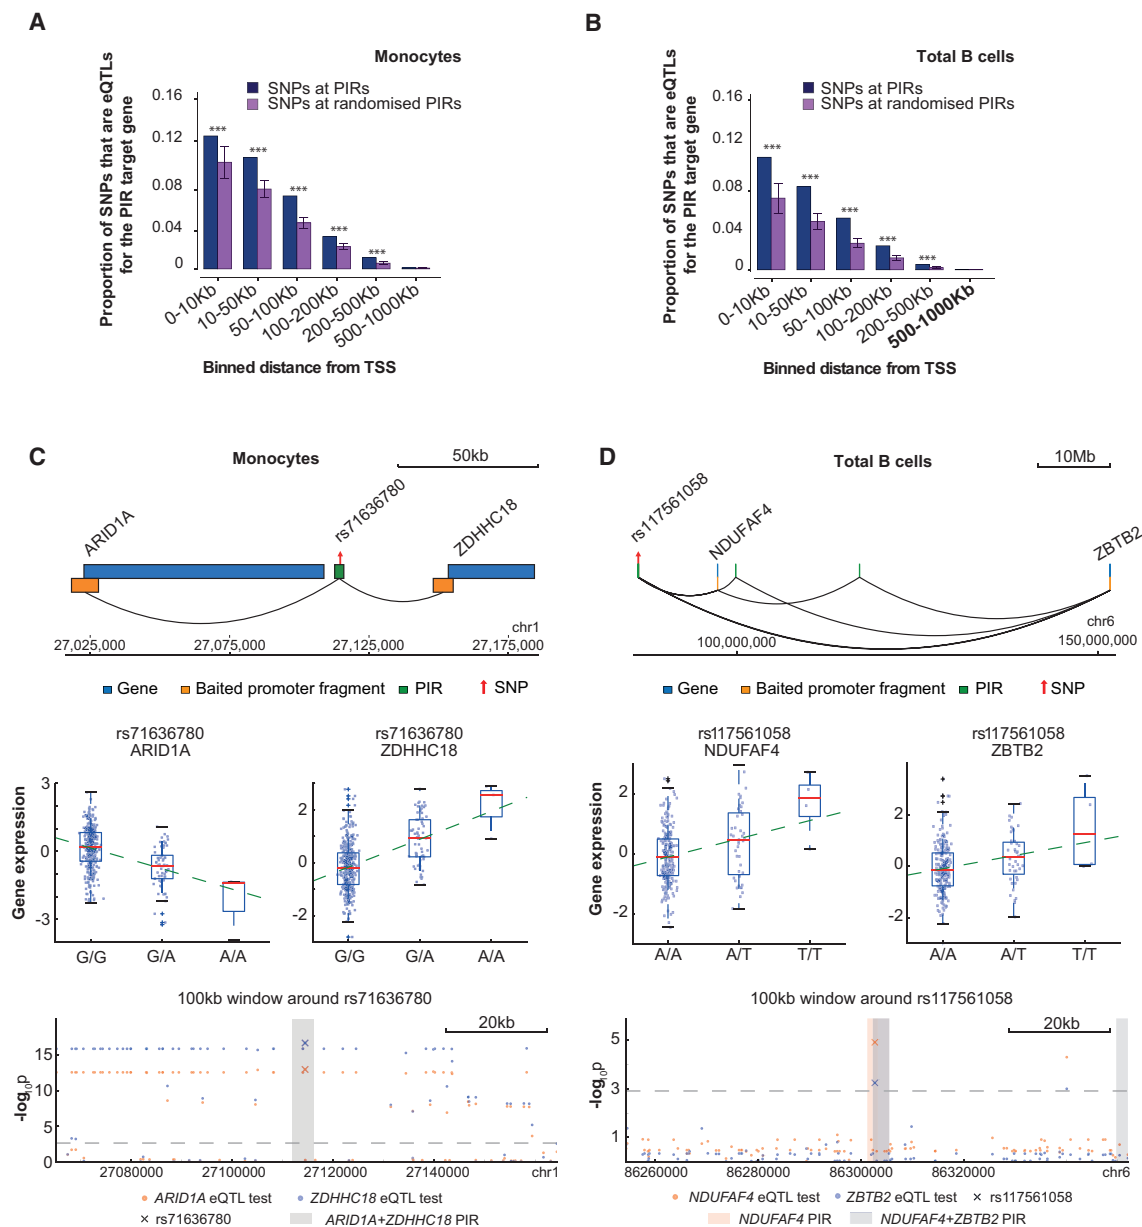 A
Monocytes
Proportion of SNPs that are eQTLs
for the PIR target gene
SNPs at PIRs
SNPs at randomised PIRs
0.16
0.12
0.08
0.04
0
***
***
***
***
***
0-10Kb
10-50Kb
50-100Kb
100-200Kb
200-500Kb
500-1000Kb
Binned distance from TSS
B
Total B cells
Proportion of SNPs that are eQTLs
for the PIR target gene
SNPs at PIRs
SNPs at randomised PIRs
0.16
0.12
0.08
0.04
0
***
***
***
***
***
0-10Kb
10-50Kb
50-100Kb
100-200Kb
200-500Kb
500-1000Kb
Binned distance from TSS
C
Monocytes
50kb
ARID1A
rs71636780
ZDHHC18
chr1
27,025,000 27,075,000 27,125,000 27,175,000
Gene Baited promoter fragment PIR SNP
rs71636780
ARID1A
Gene expression
3
0
-3
G/G G/A A/A
rs71636780
ZDHHC18
2
0
-2
G/G G/A A/A
100kb window around rs71636780
20kb
-log10p
15
10
5
0
27080000 27100000 27120000 27140000 chr1
ARID1A eQTL test ZDHHC18 eQTL test
× rs71636780 ARID1A+ZDHHC18 PIR
D
Total B cells
10Mb
rs117561058
NDUFAF4
ZBTB2
chr6
100,000,000 150,000,000
Gene Baited promoter fragment PIR SNP
rs117561058
NDUFAF4
Gene expression
2
0
-2
A/A A/T T/T
rs117561058
ZBTB2
2
0
-2
A/A A/T T/T
100kb window around rs117561058
20kb
-log10p
5
3
1
86260000 86280000 86300000 86320000 chr6
NDUFAF4 eQTL test ZBTB2 eQTL test × rs117561058
NDUFAF4 PIR NDUFAF4+ZBTB2 PIR